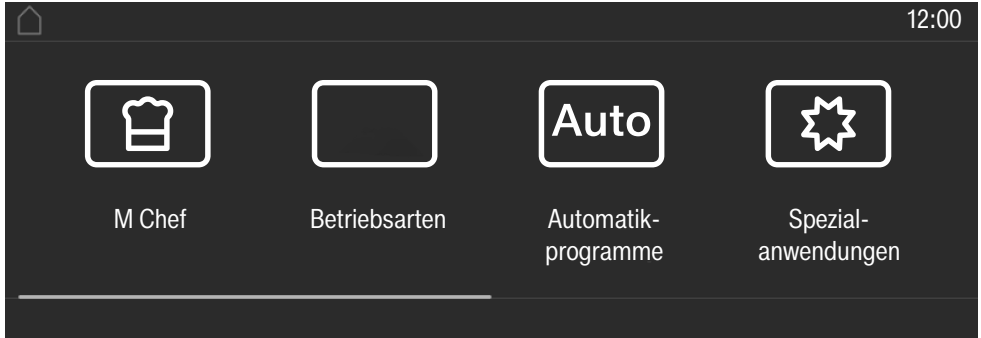 12:00
Auto
M Chef
Betriebsarten
Automatik-
programme
Spezial-
anwendungen